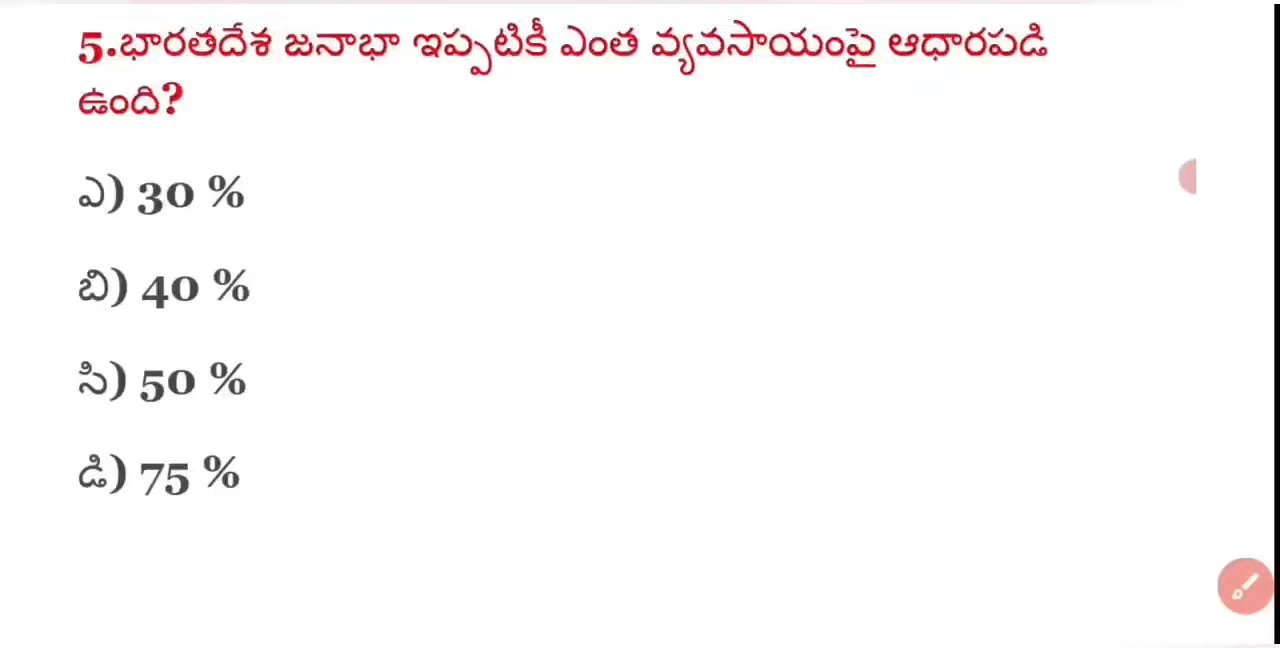 5.భారతదేశ జనాభా ఇప్పటికీ ఎంత వ్యవసాయంపై ఆధారపడి
ఉంది?
ఎ) 30 %
బి) 40 %
సి) 50 %
డి) 75 %